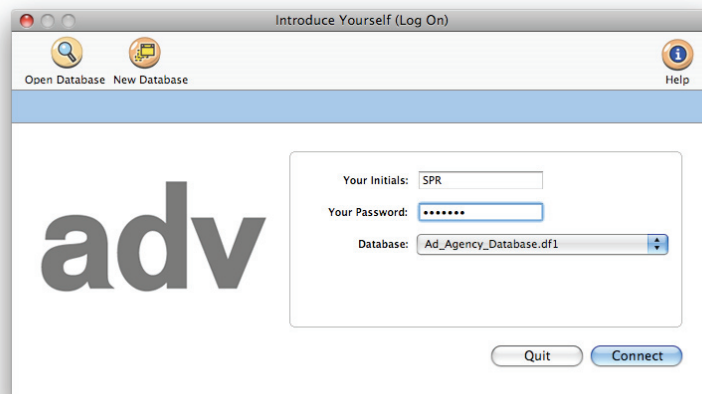 Introduce Yourself (Log On)
Open Database New Database Help
adv
Your Initials: SPR
Your Password: •••••••
Database: Ad_Agency_Database.df1
Quit Connect